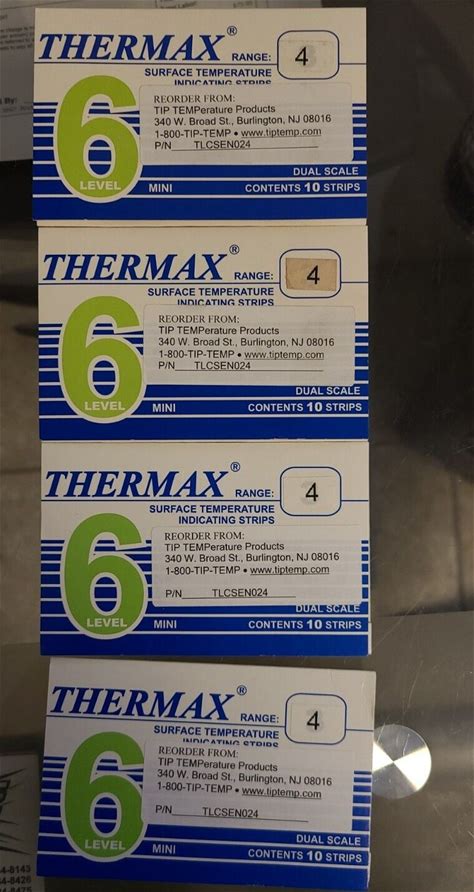 THERMAX®
RANGE: 4
SURFACE TEMPERATURE
INDICATING STRIPS
REORDER FROM:
TIP TEMPerature Products
340 W. Broad St., Burlington, NJ 08016
1-800-TIP-TEMP • www.tiptemp.com
P/N TLCSEN024
6
LEVEL
MINI
DUAL SCALE
CONTENTS 10 STRIPS
THERMAX®
RANGE: 4
SURFACE TEMPERATURE
INDICATING STRIPS
REORDER FROM:
TIP TEMPerature Products
340 W. Broad St., Burlington, NJ 08016
1-800-TIP-TEMP • www.tiptemp.com
P/N TLCSEN024
6
LEVEL
MINI
DUAL SCALE
CONTENTS 10 STRIPS
THERMAX®
RANGE: 4
SURFACE TEMPERATURE
INDICATING STRIPS
REORDER FROM:
TIP TEMPerature Products
340 W. Broad St., Burlington, NJ 08016
1-800-TIP-TEMP • www.tiptemp.com
P/N TLCSEN024
6
LEVEL
MINI
DUAL SCALE
CONTENTS 10 STRIPS
THERMAX®
RANGE: 4
SURFACE TEMPERATURE
INDICATING STRIPS
REORDER FROM:
TIP TEMPerature Products
340 W. Broad St., Burlington, NJ 08016
1-800-TIP-TEMP • www.tiptemp.com
P/N TLCSEN024
6
LEVEL
MINI
DUAL SCALE
CONTENTS 10 STRIPS
4-8143